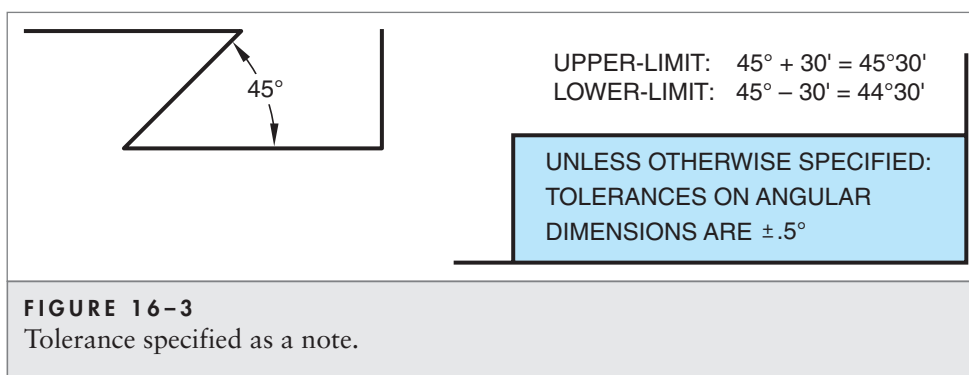 45°
UPPER-LIMIT: 45° + 30' = 45°30'
LOWER-LIMIT: 45° – 30' = 44°30'
UNLESS OTHERWISE SPECIFIED:
TOLERANCES ON ANGULAR
DIMENSIONS ARE ±.5°
FIGURE 16–3
Tolerance specified as a note.